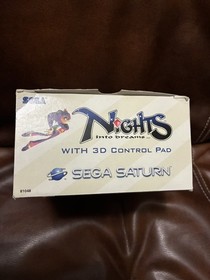 SEGA
NiGHTS
into dreams...
WITH 3D CONTROL PAD
SEGA SATURN